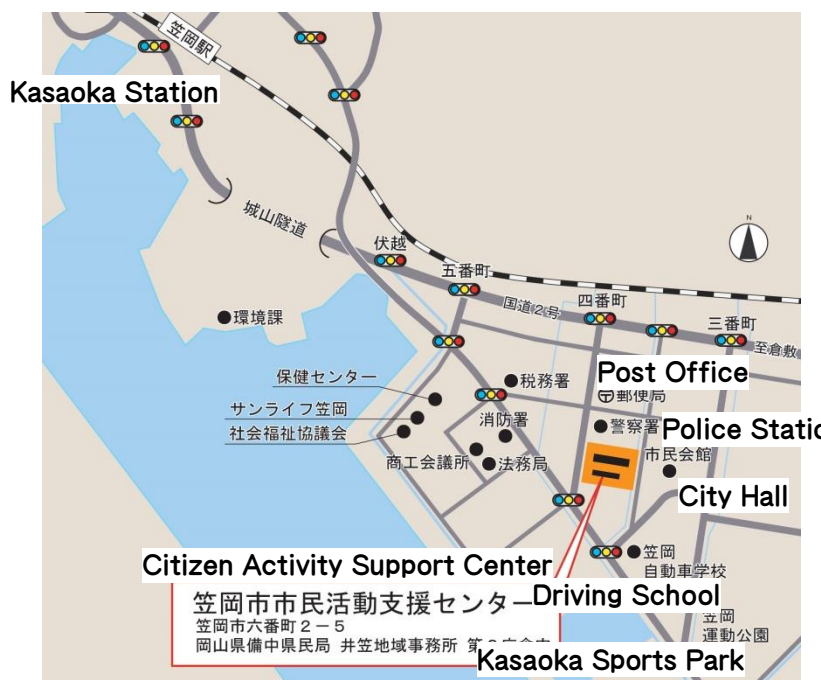 笠岡駅
Kasaoka Station
N
城山隧道
伏越
五番町
国道2号
四番町
三番町
至倉敷
環境課
保健センター
サンライフ笠岡
社会福祉協議会
税務署
消防署
商工会議所
法務局
Post Office
郵便局
警察署
Police Statio
市民会館
City Hall
笠岡
自動車学校
Driving School
笠岡
運動公園
Kasaoka Sports Park
Citizen Activity Support Center
笠岡市市民活動支援センター
笠岡市六番町2-5
岡山県備中県民局 井笠地域事務所 第